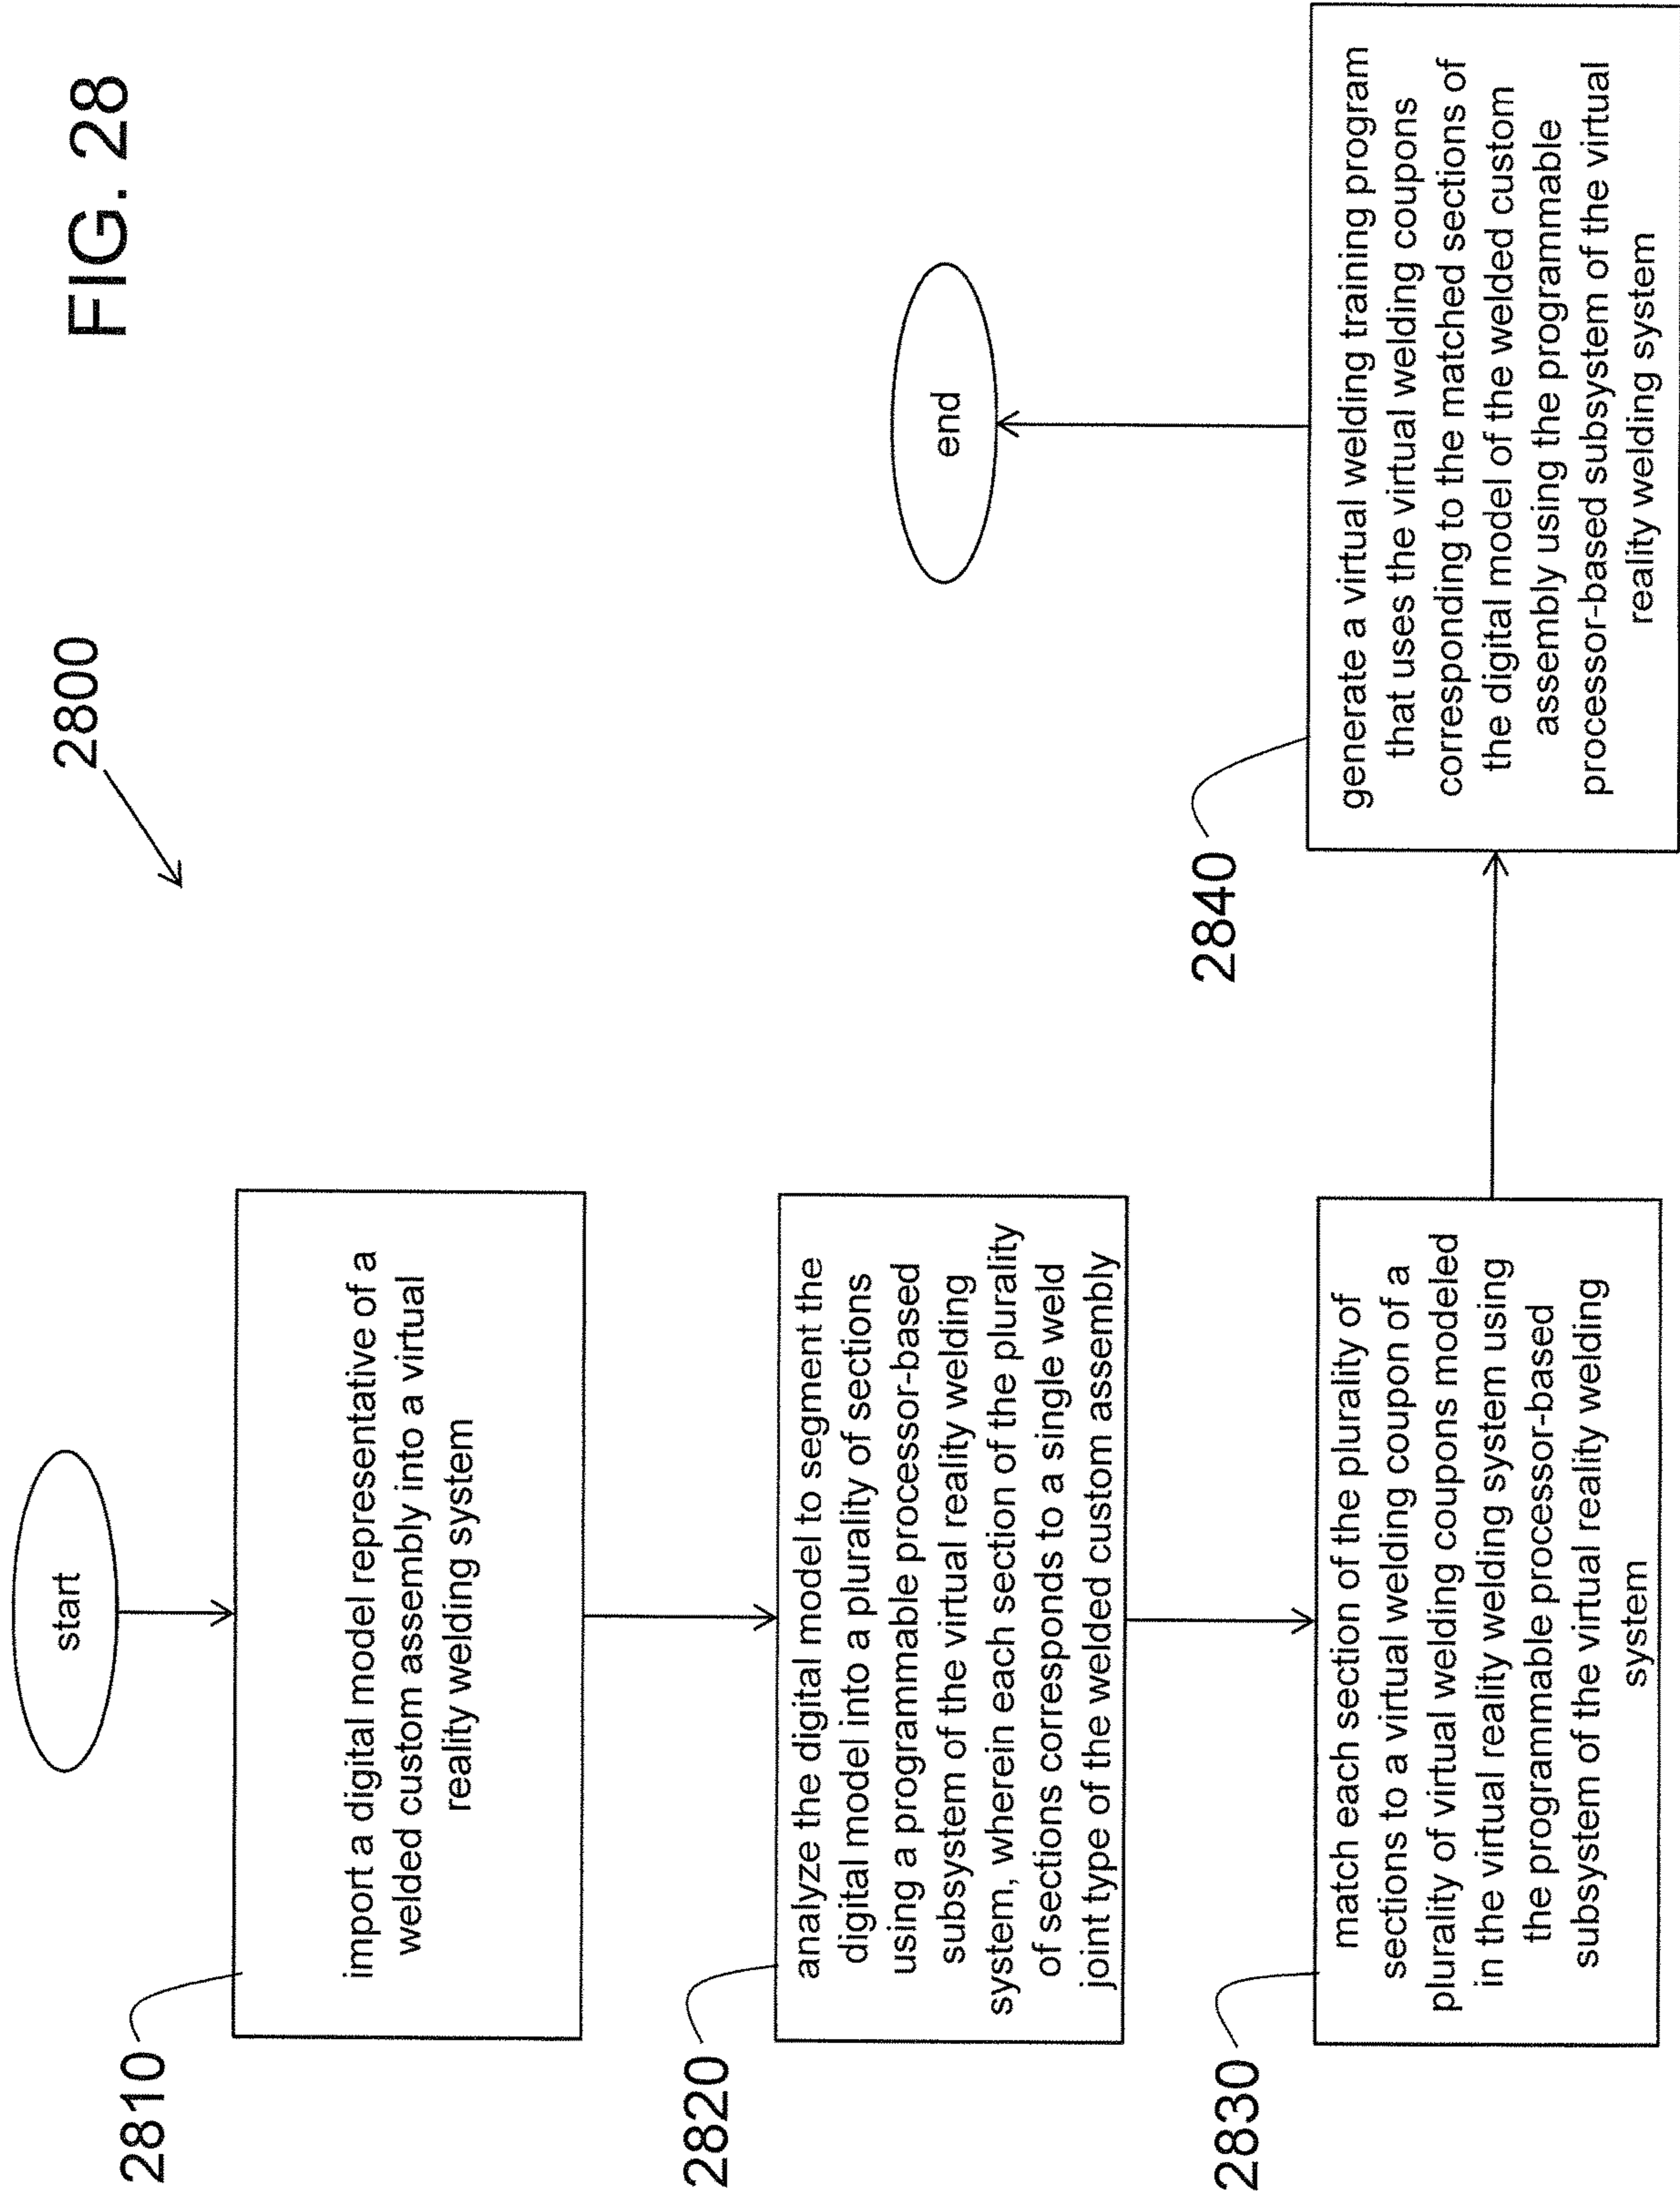 FIG. 28
2800
start
2810
import a digital model representative of a
welded custom assembly into a virtual
reality welding system
2820
analyze the digital model to segment the
digital model into a plurality of sections
using a programmable processor-based
subsystem of the virtual reality welding
system, wherein each section of the plurality
of sections corresponds to a single weld
joint type of the welded custom assembly
2830
match each section of the plurality of
sections to a virtual welding coupon of a
plurality of virtual welding coupons modeled
in the virtual reality welding system using
the programmable processor-based
subsystem of the virtual reality welding
system
2840
generate a virtual welding training program
that uses the virtual welding coupons
corresponding to the matched sections of
the digital model of the welded custom
assembly using the programmable
processor-based subsystem of the virtual
reality welding system
end